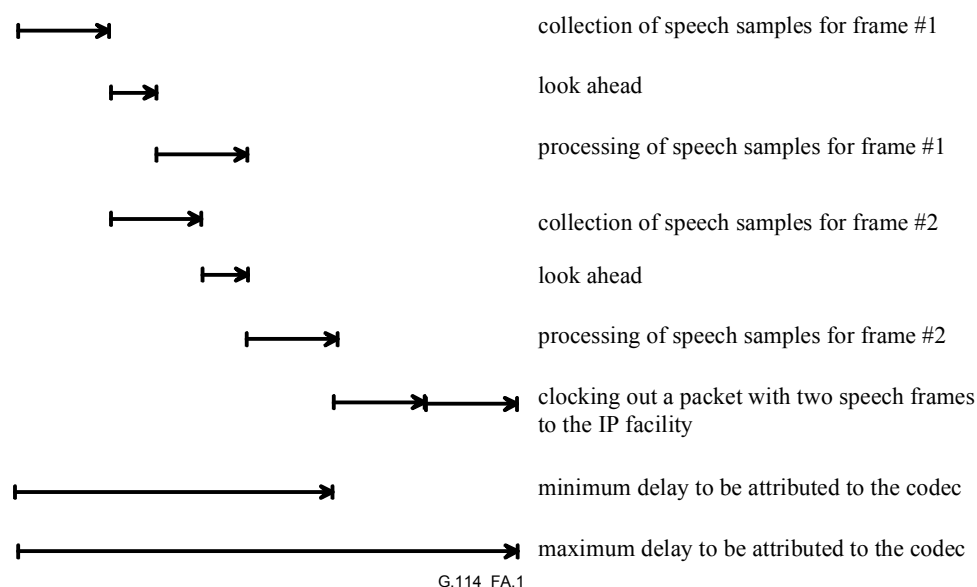 collection of speech samples for frame #1
look ahead
processing of speech samples for frame #1
collection of speech samples for frame #2
look ahead
processing of speech samples for frame #2
clocking out a packet with two speech frames
to the IP facility
minimum delay to be attributed to the codec
maximum delay to be attributed to the codec
G.114_FA.1